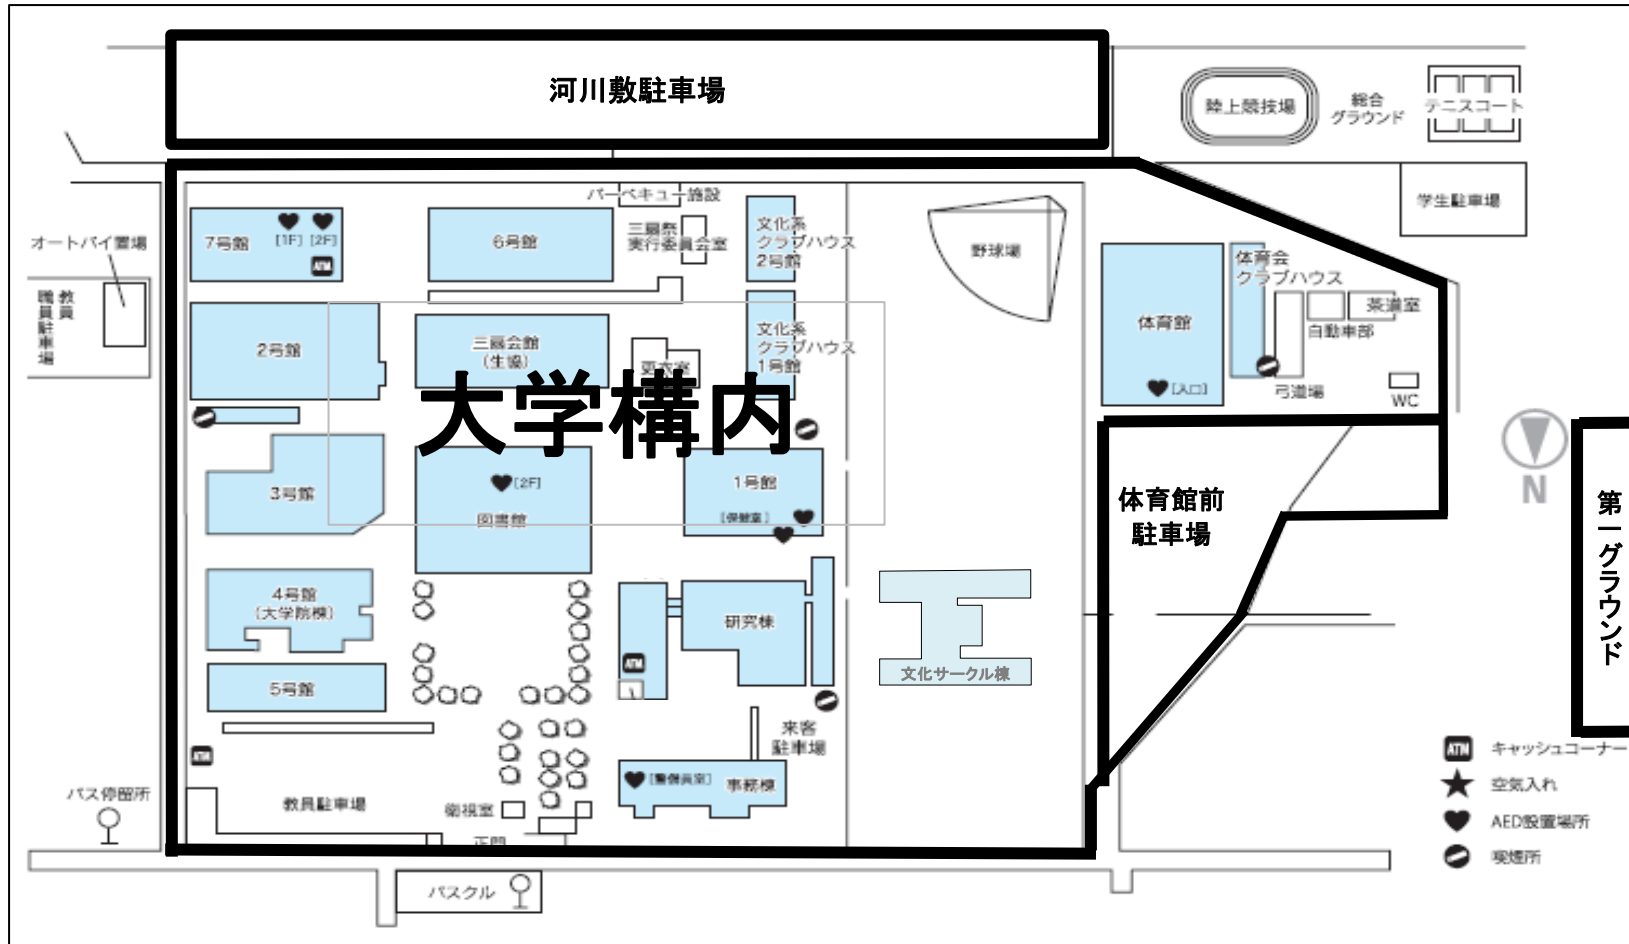 河川敷駐車場
陸上競技場
総合
グラウンド
テニスコート
学生駐車場
バーベキュー施設
オートバイ置場
教員
職員駐車場
7号館
[1F] [2F]
ATM
6号館
三扇祭
実行委員会室
文化系
クラブハウス
2号館
野球場
体育館
[入口]
体育会
クラブハウス
茶道室
自動車部
弓道場
WC
2号館
三扇会館
(生協)
更衣室
文化系
クラブハウス
1号館
大学構内
3号館
[2F]
図書館
1号館
[保健室]
体育館前
駐車場
N
第一グラウンド
4号館
(大学院棟)
研究棟
ATM
文化サークル棟
5号館
来客
駐車場
ATM
教員駐車場
衛視室
正門
[警備員室]
事務棟
バス停留所
バスクル
ATM キャッシュコーナー
空気入れ
AED設置場所
喫煙所